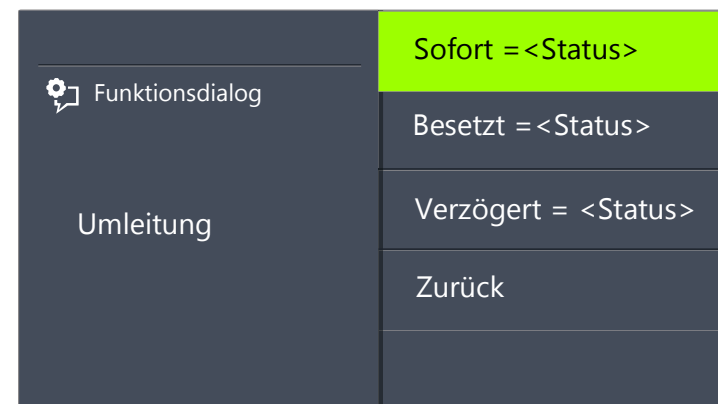 Funktionsdialog
Umleitung
Sofort =<Status>
Besetzt =<Status>
Verzögert = <Status>
Zurück